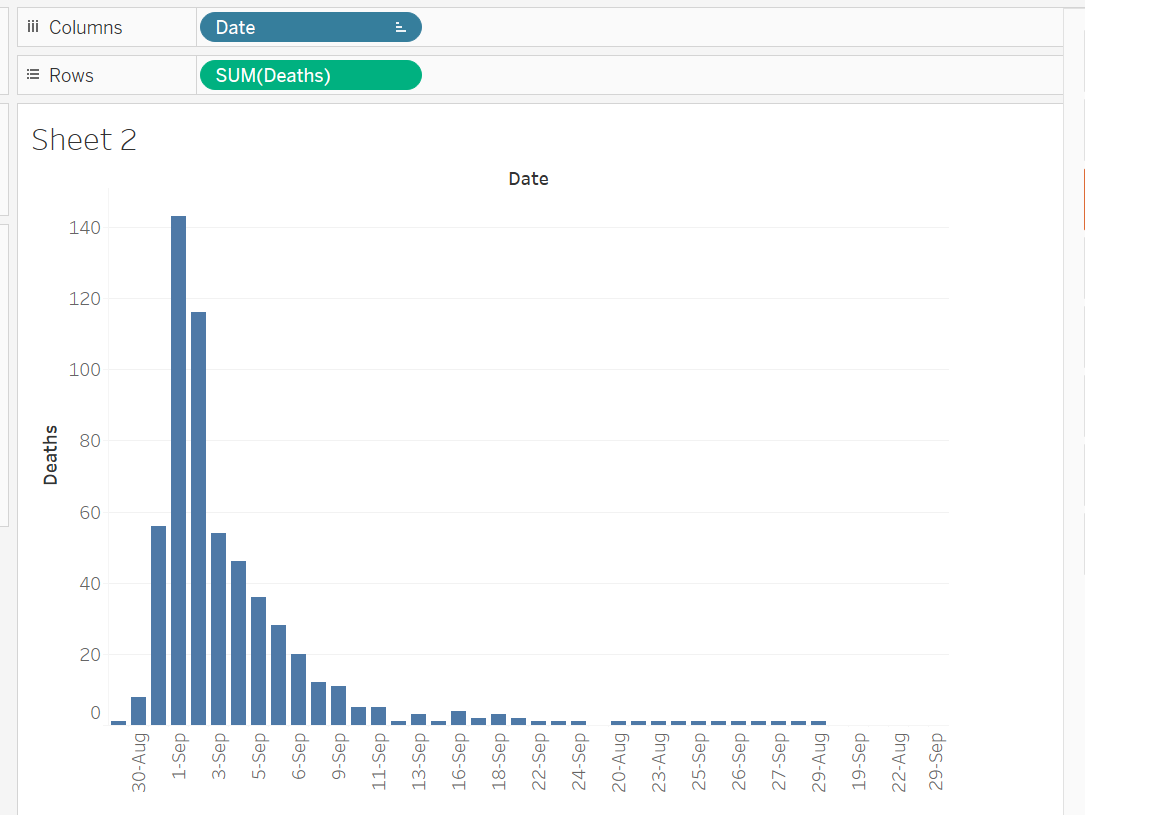 Columns
Date
Rows
SUM(Deaths)
Sheet 2
Date
Deaths
140
120
100
80
60
40
20
0
30-Aug
1-Sep
3-Sep
5-Sep
6-Sep
9-Sep
11-Sep
13-Sep
16-Sep
18-Sep
22-Sep
24-Sep
20-Aug
23-Aug
25-Sep
26-Sep
27-Sep
29-Aug
19-Sep
22-Aug
29-Sep